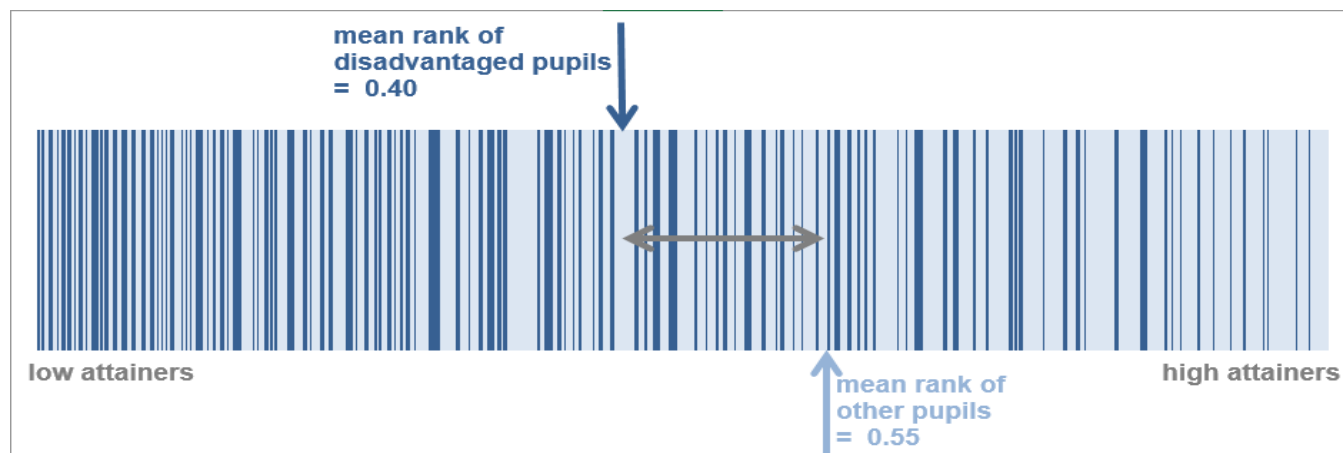 mean rank of
disadvantaged pupils
= 0.40
low attainers
high attainers
mean rank of
other pupils
= 0.55